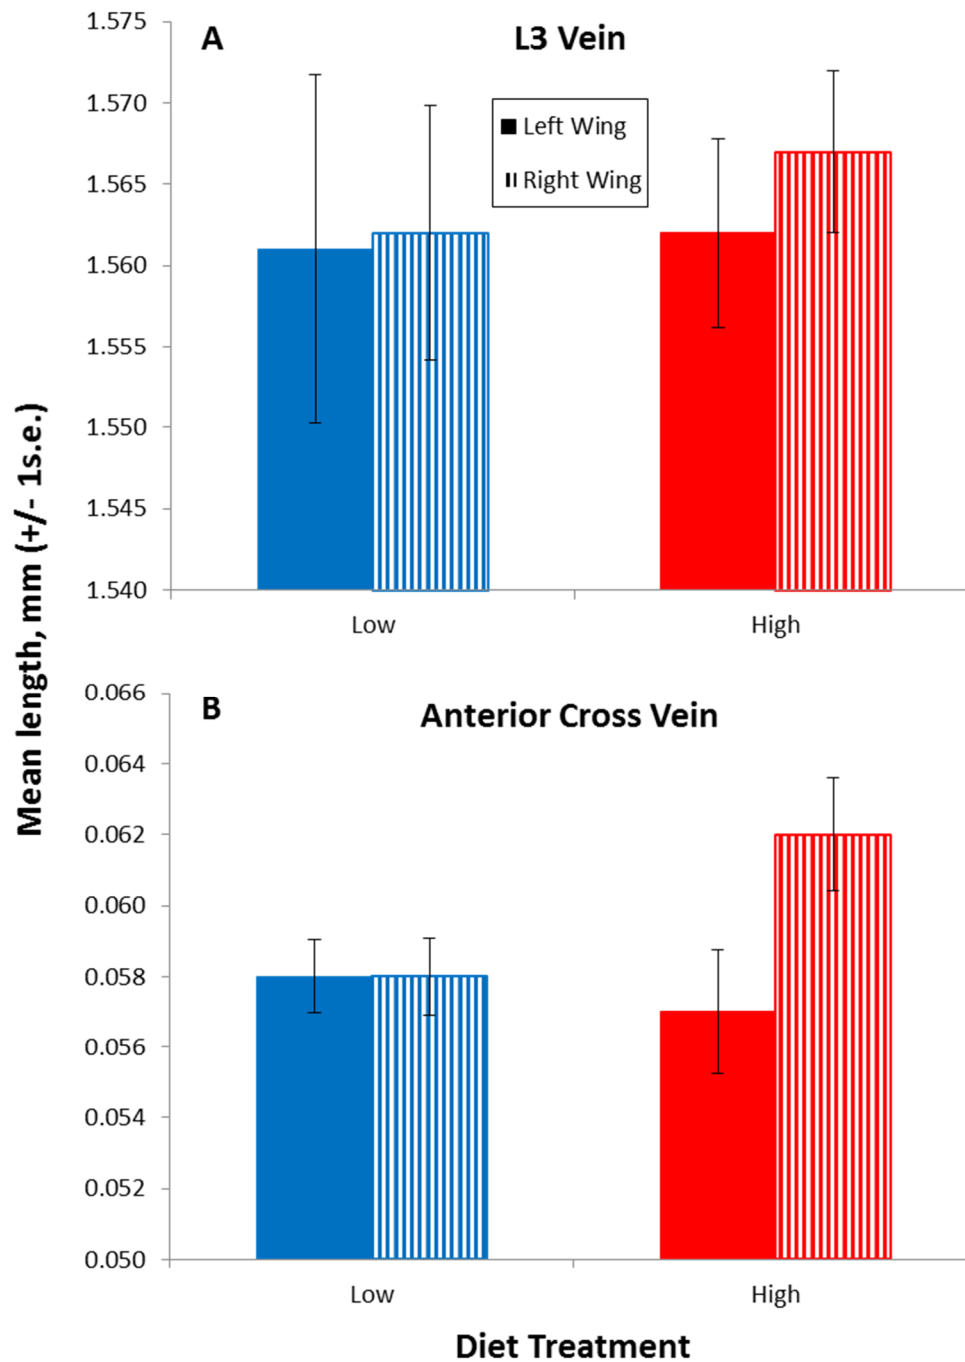 A
L3 Vein
Left Wing
Right Wing
1.575
1.570
1.565
1.560
1.555
1.550
1.545
1.540
Low
High
Mean length, mm (+/- 1s.e.)
B
Anterior Cross Vein
0.066
0.064
0.062
0.060
0.058
0.056
0.054
0.052
0.050
Low
High
Diet Treatment